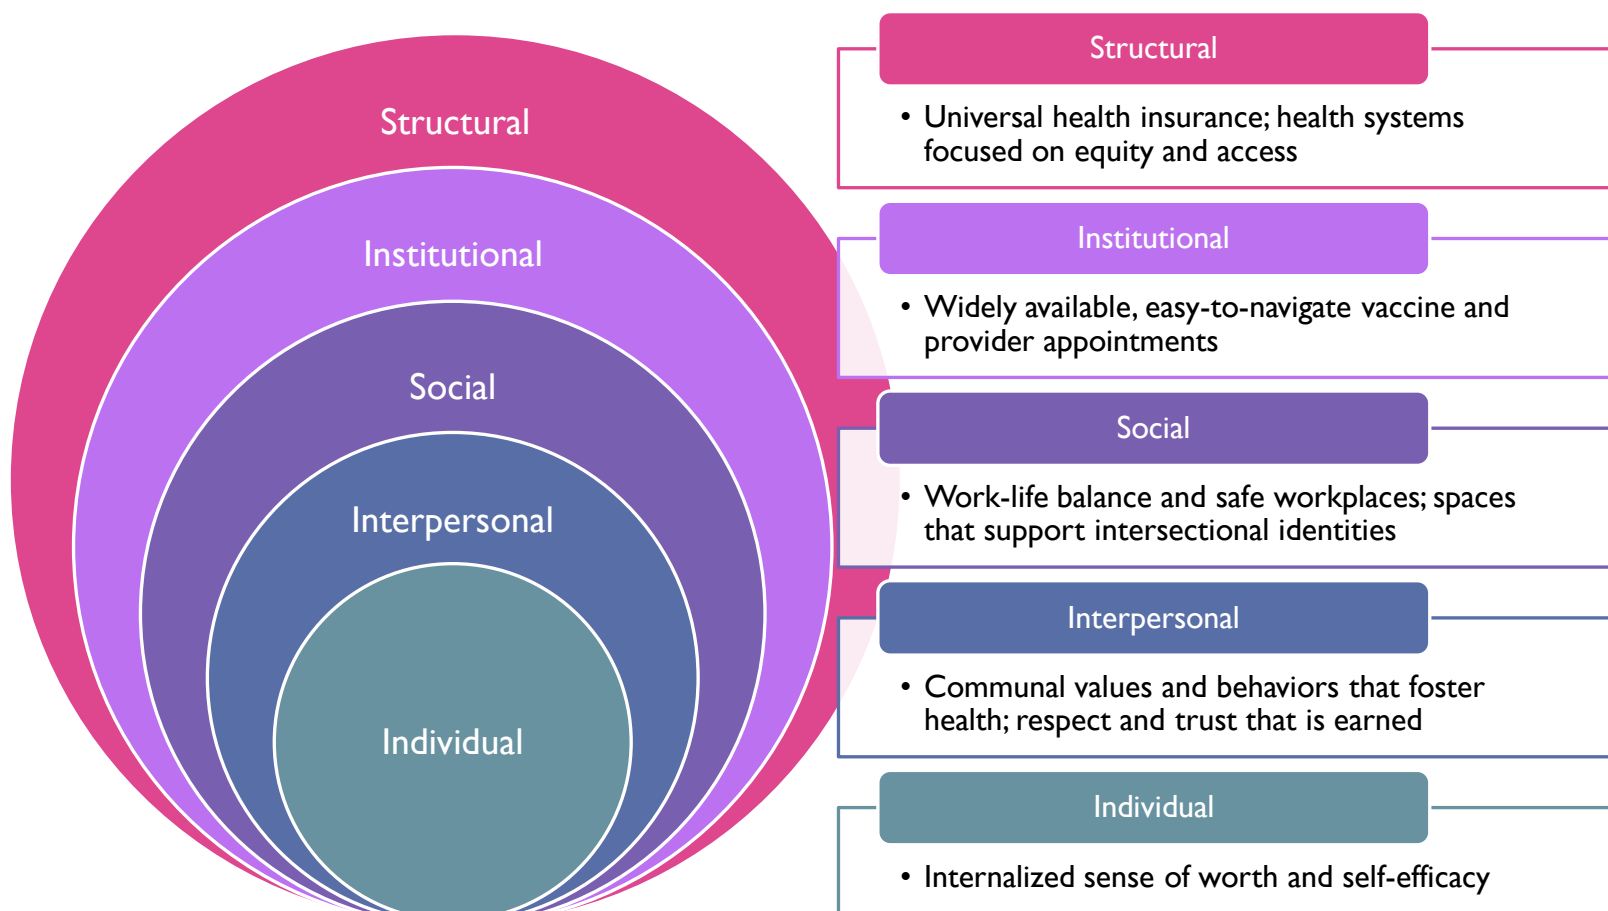 Structural
Institutional
Social
Interpersonal
Individual
Structural
• Universal health insurance; health systems
focused on equity and access
Institutional
• Widely available, easy-to-navigate vaccine and
provider appointments
Social
• Work-life balance and safe workplaces; spaces
that support intersectional identities
Interpersonal
• Communal values and behaviors that foster
health; respect and trust that is earned
Individual
• Internalized sense of worth and self-efficacy